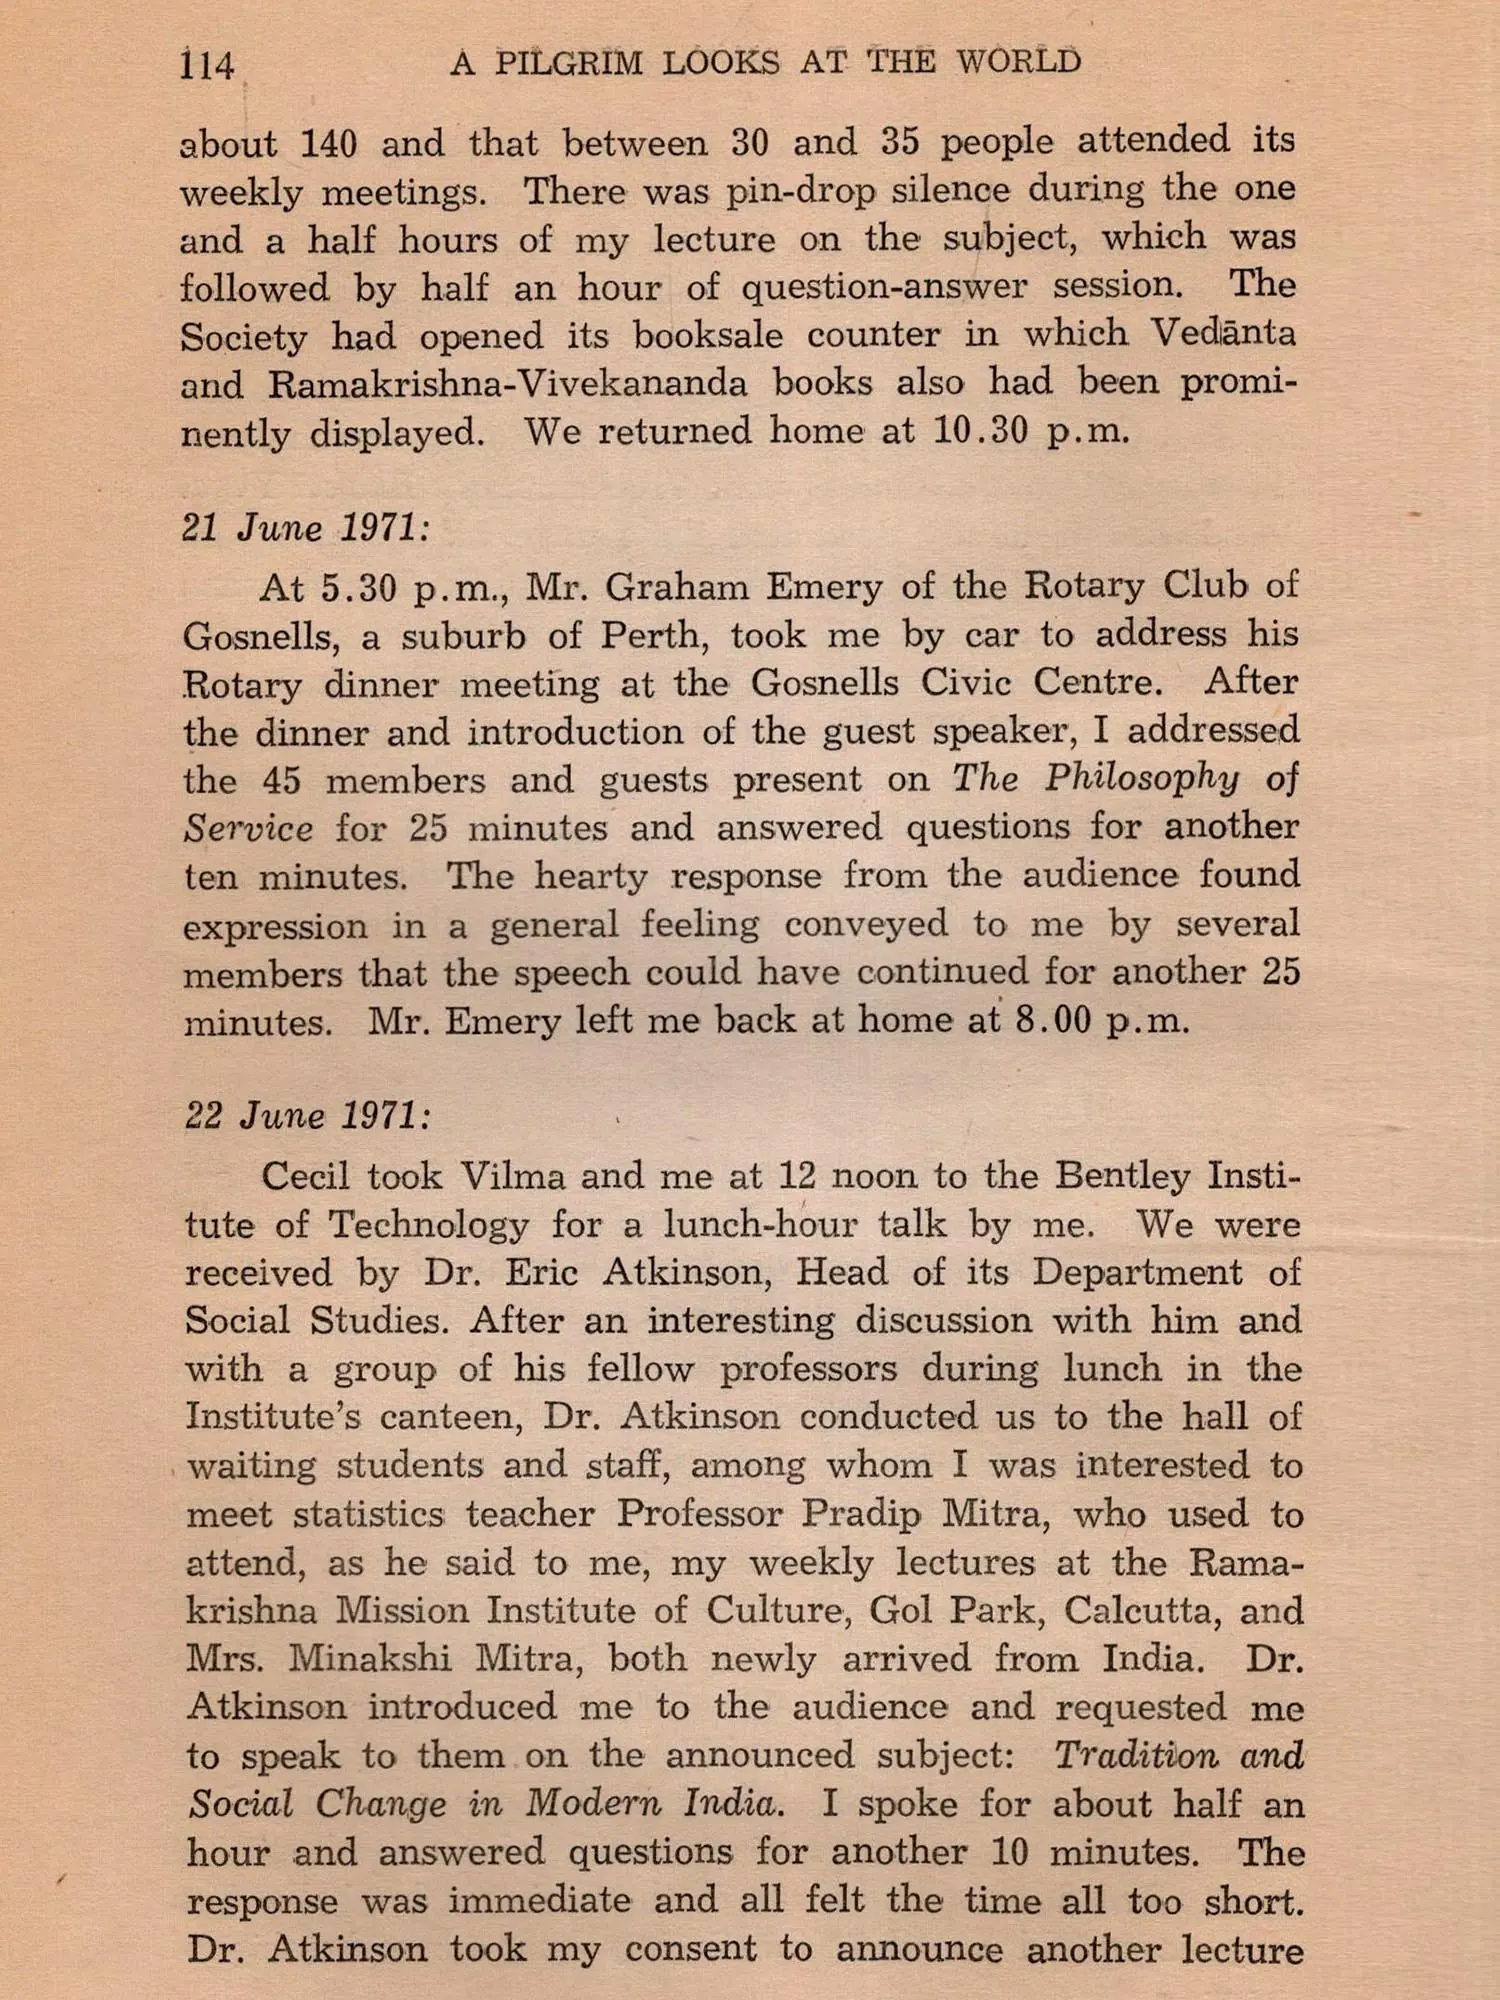 114 A PILGRIM LOOKS AT THE WORLD
about 140 and that between 30 and 35 people attended its
weekly meetings. There was pin-drop silence during the one
and a half hours of my lecture on the subject, which was
followed by half an hour of question-answer session. The
Society had opened its booksale counter in which Vedānta
and Ramakrishna-Vivekananda books also had been promi-
nently displayed. We returned home at 10.30 p.m.
21 June 1971:
At 5.30 p.m., Mr. Graham Emery of the Rotary Club of
Gosnells, a suburb of Perth, took me by car to address his
Rotary dinner meeting at the Gosnells Civic Centre. After
the dinner and introduction of the guest speaker, I addressed
the 45 members and guests present on The Philosophy of
Service for 25 minutes and answered questions for another
ten minutes. The hearty response from the audience found
expression in a general feeling conveyed to me by several
members that the speech could have continued for another 25
minutes. Mr. Emery left me back at home at 8.00 p.m.
22 June 1971:
Cecil took Vilma and me at 12 noon to the Bentley Insti-
tute of Technology for a lunch-hour talk by me. We were
received by Dr. Eric Atkinson, Head of its Department of
Social Studies. After an interesting discussion with him and
with a group of his fellow professors during lunch in the
Institute's canteen, Dr. Atkinson conducted us to the hall of
waiting students and staff, among whom I was interested to
meet statistics teacher Professor Pradip Mitra, who used to
attend, as he said to me, my weekly lectures at the Rama-
krishna Mission Institute of Culture, Gol Park, Calcutta, and
Mrs. Minakshi Mitra, both newly arrived from India. Dr.
Atkinson introduced me to the audience and requested me
to speak to them on the announced subject: Tradition and
Social Change in Modern India. I spoke for about half an
hour and answered questions for another 10 minutes. The
response was immediate and all felt the time all too short.
Dr. Atkinson took my consent to announce another lecture